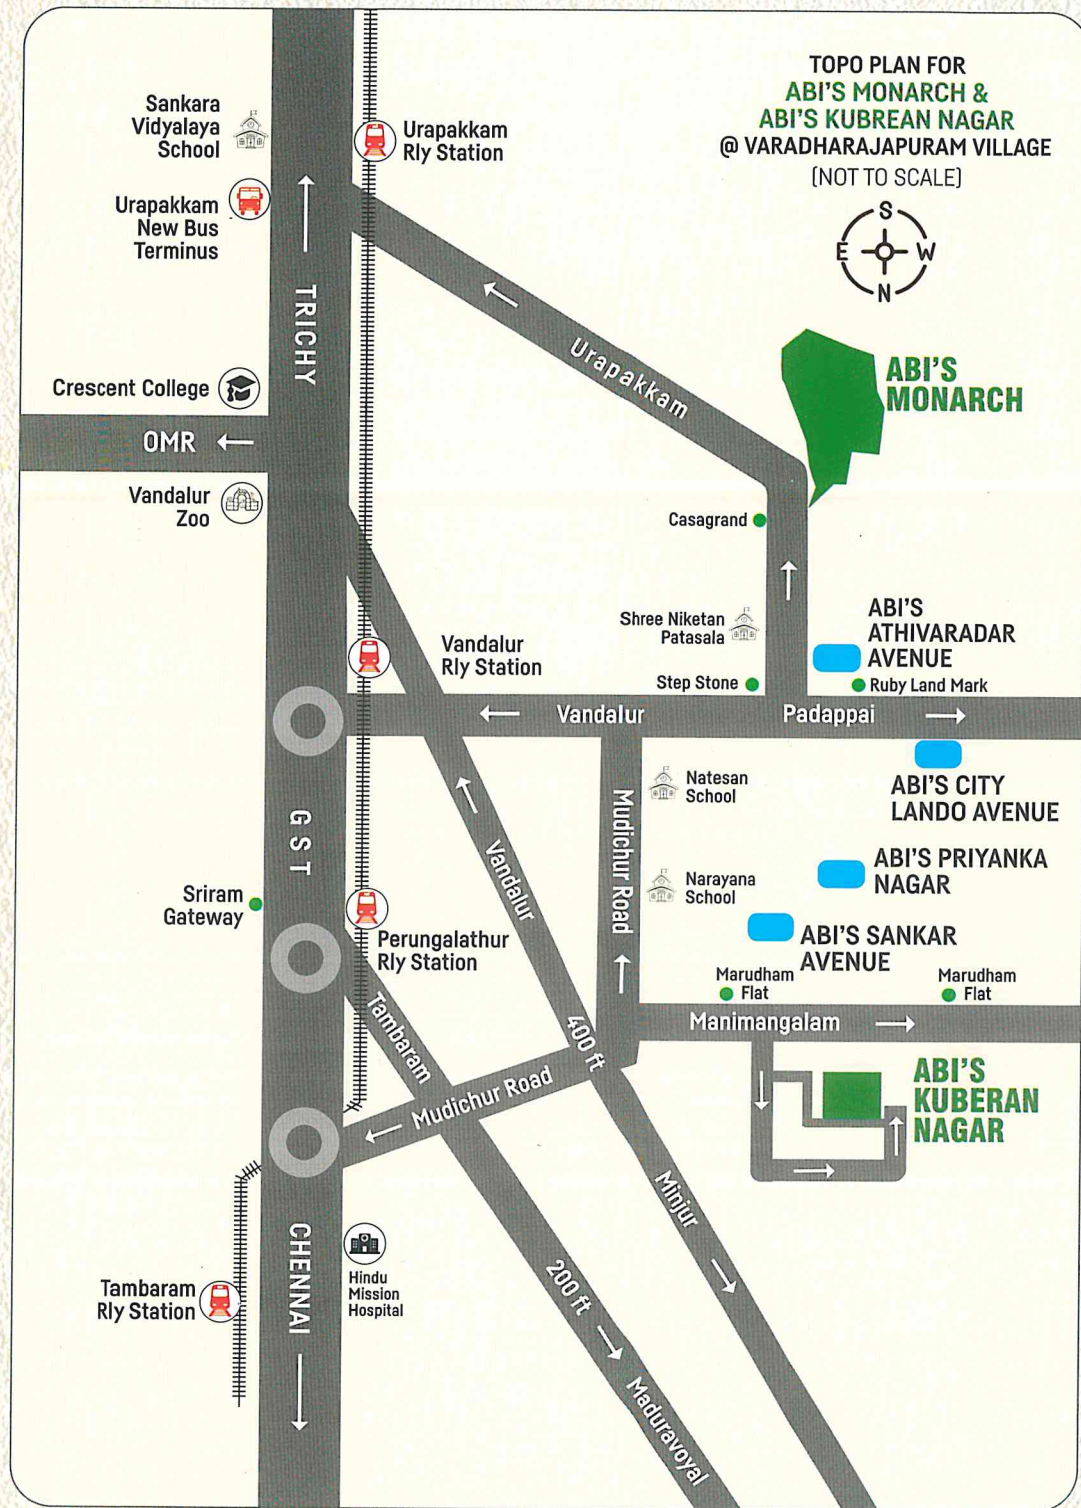 TOPO PLAN FOR
ABI'S MONARCH &
ABI'S KUBREAN NAGAR
@ VARADHARAJAPURAM VILLAGE
(NOT TO SCALE)
S
E
W
N
Sankara
Vidyalaya
School
Urapakkam
Rly Station
Urapakkam
New Bus
Terminus
TRICHY
Urapakkam
ABI'S
MONARCH
Crescent College
OMR
Vandalur
Zoo
Casagrand
Shree Niketan
Patasala
ABI'S
ATHIVARADAR
AVENUE
Vandalur
Rly Station
Step Stone
Ruby Land Mark
Vandalur
Padappai
Natesan
School
ABI'S CITY
LANDO AVENUE
Mudichur Road
GST
Vandalur
Narayana
School
ABI'S PRIYANKA
NAGAR
Sriram
Gateway
Perungalathur
Rly Station
ABI'S SANKAR
AVENUE
Marudham
Flat
Marudham
Flat
Tambaram
400 ft
Manimangalam
Mudichur Road
ABI'S
KUBERAN
NAGAR
Minjur
CHENNAI
Hindu
Mission
Hospital
Tambaram
Rly Station
200 ft
Maduravoyal